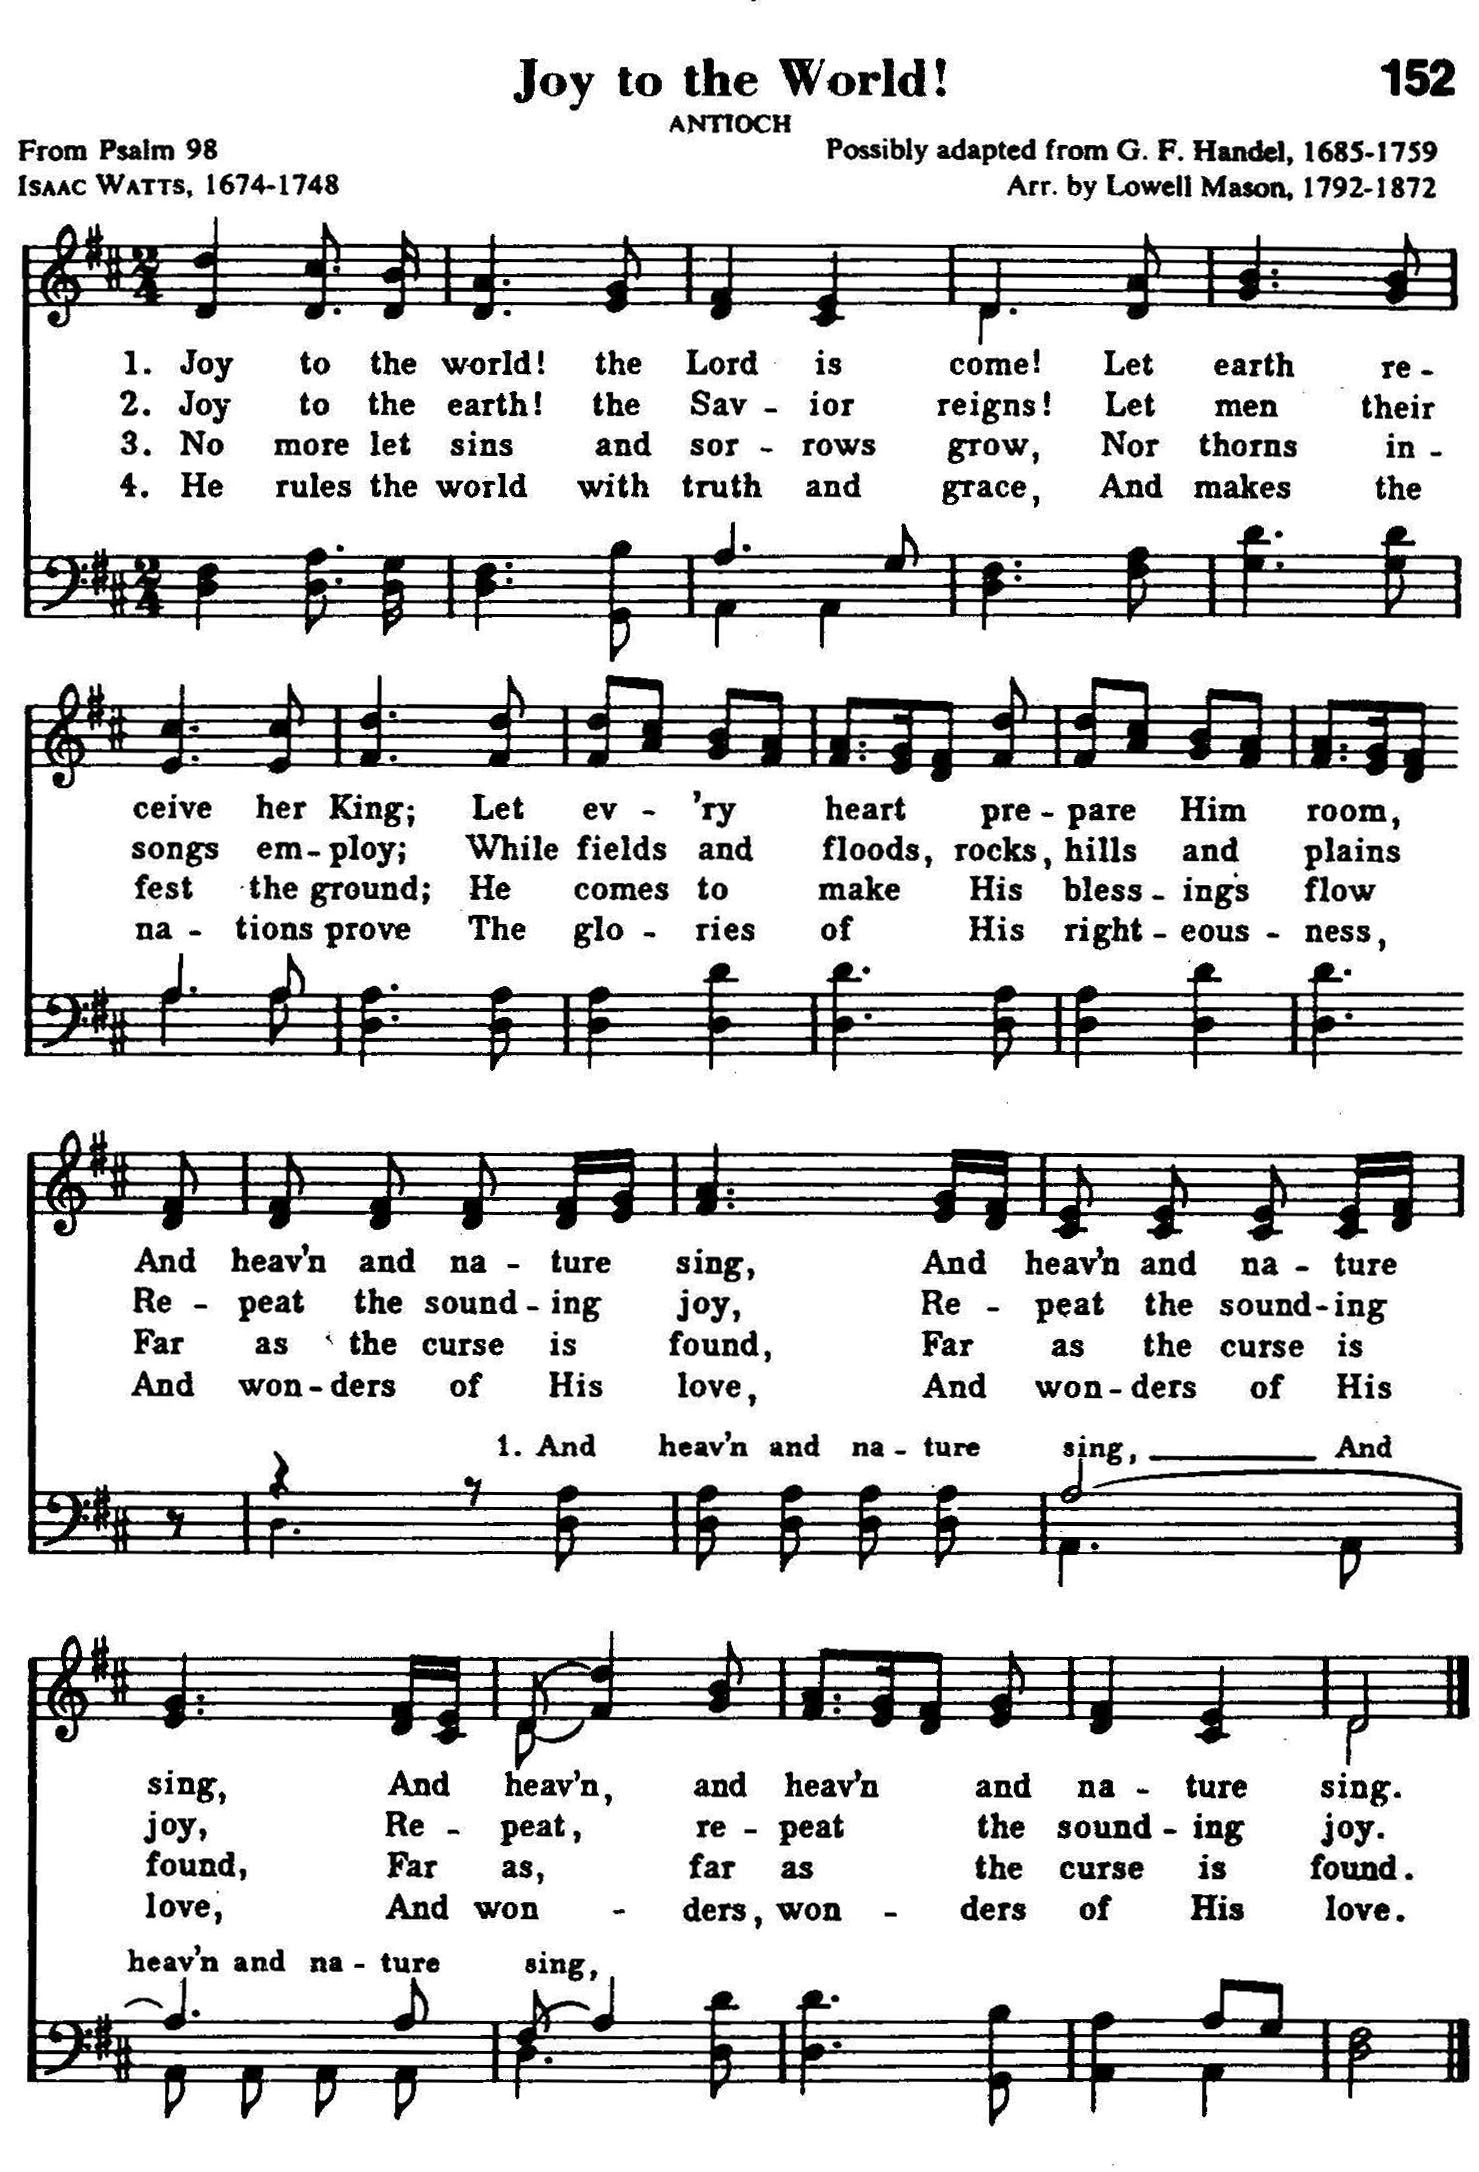 Joy to the World!
152
ANTIOCH
From Psalm 98
ISAAC WATTS, 1674-1748
Possibly adapted from G. F. Handel, 1685-1759
Arr. by Lowell Mason, 1792-1872
2/4
1. Joy to the world! the Lord is come! Let earth re-
2. Joy to the earth! the Sav - ior reigns! Let men their
3. No more let sins and sor - rows grow, Nor thorns in-
4. He rules the world with truth and grace, And makes the
2/4
ceive her King; Let ev - 'ry heart pre - pare Him room,
songs em - ploy; While fields and floods, rocks, hills and plains
fest the ground; He comes to make His bless - ings flow
na - tions prove The glo - ries of His right - eous - ness,
And heav'n and na - ture sing, And heav'n and na - ture
Re - peat the sound - ing joy, Re - peat the sound - ing
Far as the curse is found, Far as the curse is
And won - ders of His love, And won - ders of His
1. And heav'n and na - ture sing, And
sing, And heav'n, and heav'n and na - ture sing.
joy, Re - peat, re - peat the sound - ing joy.
found, Far as, far as the curse is found.
love, And won - ders, won - ders of His love.
heav'n and na - ture sing,